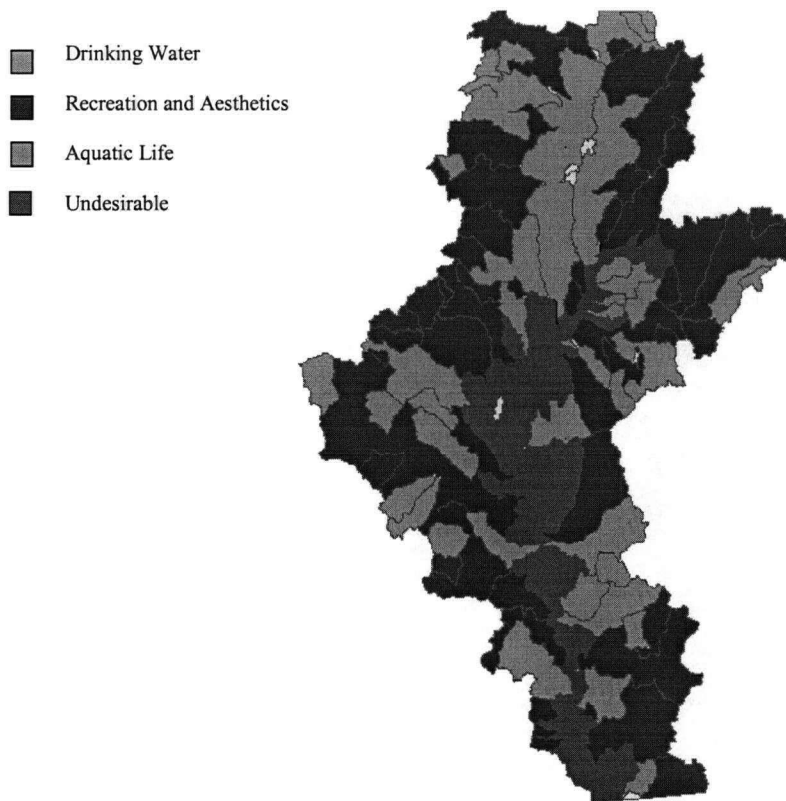 Drinking Water
Recreation and Aesthetics
Aquatic Life
Undesirable